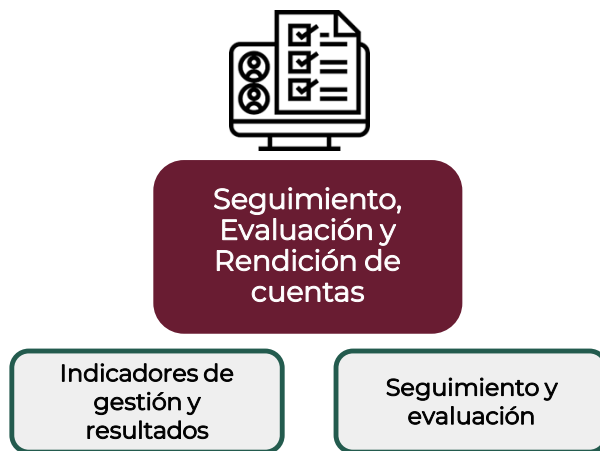 Seguimiento,
Evaluación y
Rendición de
cuentas
Indicadores de
gestión y
resultados
Seguimiento y
evaluación